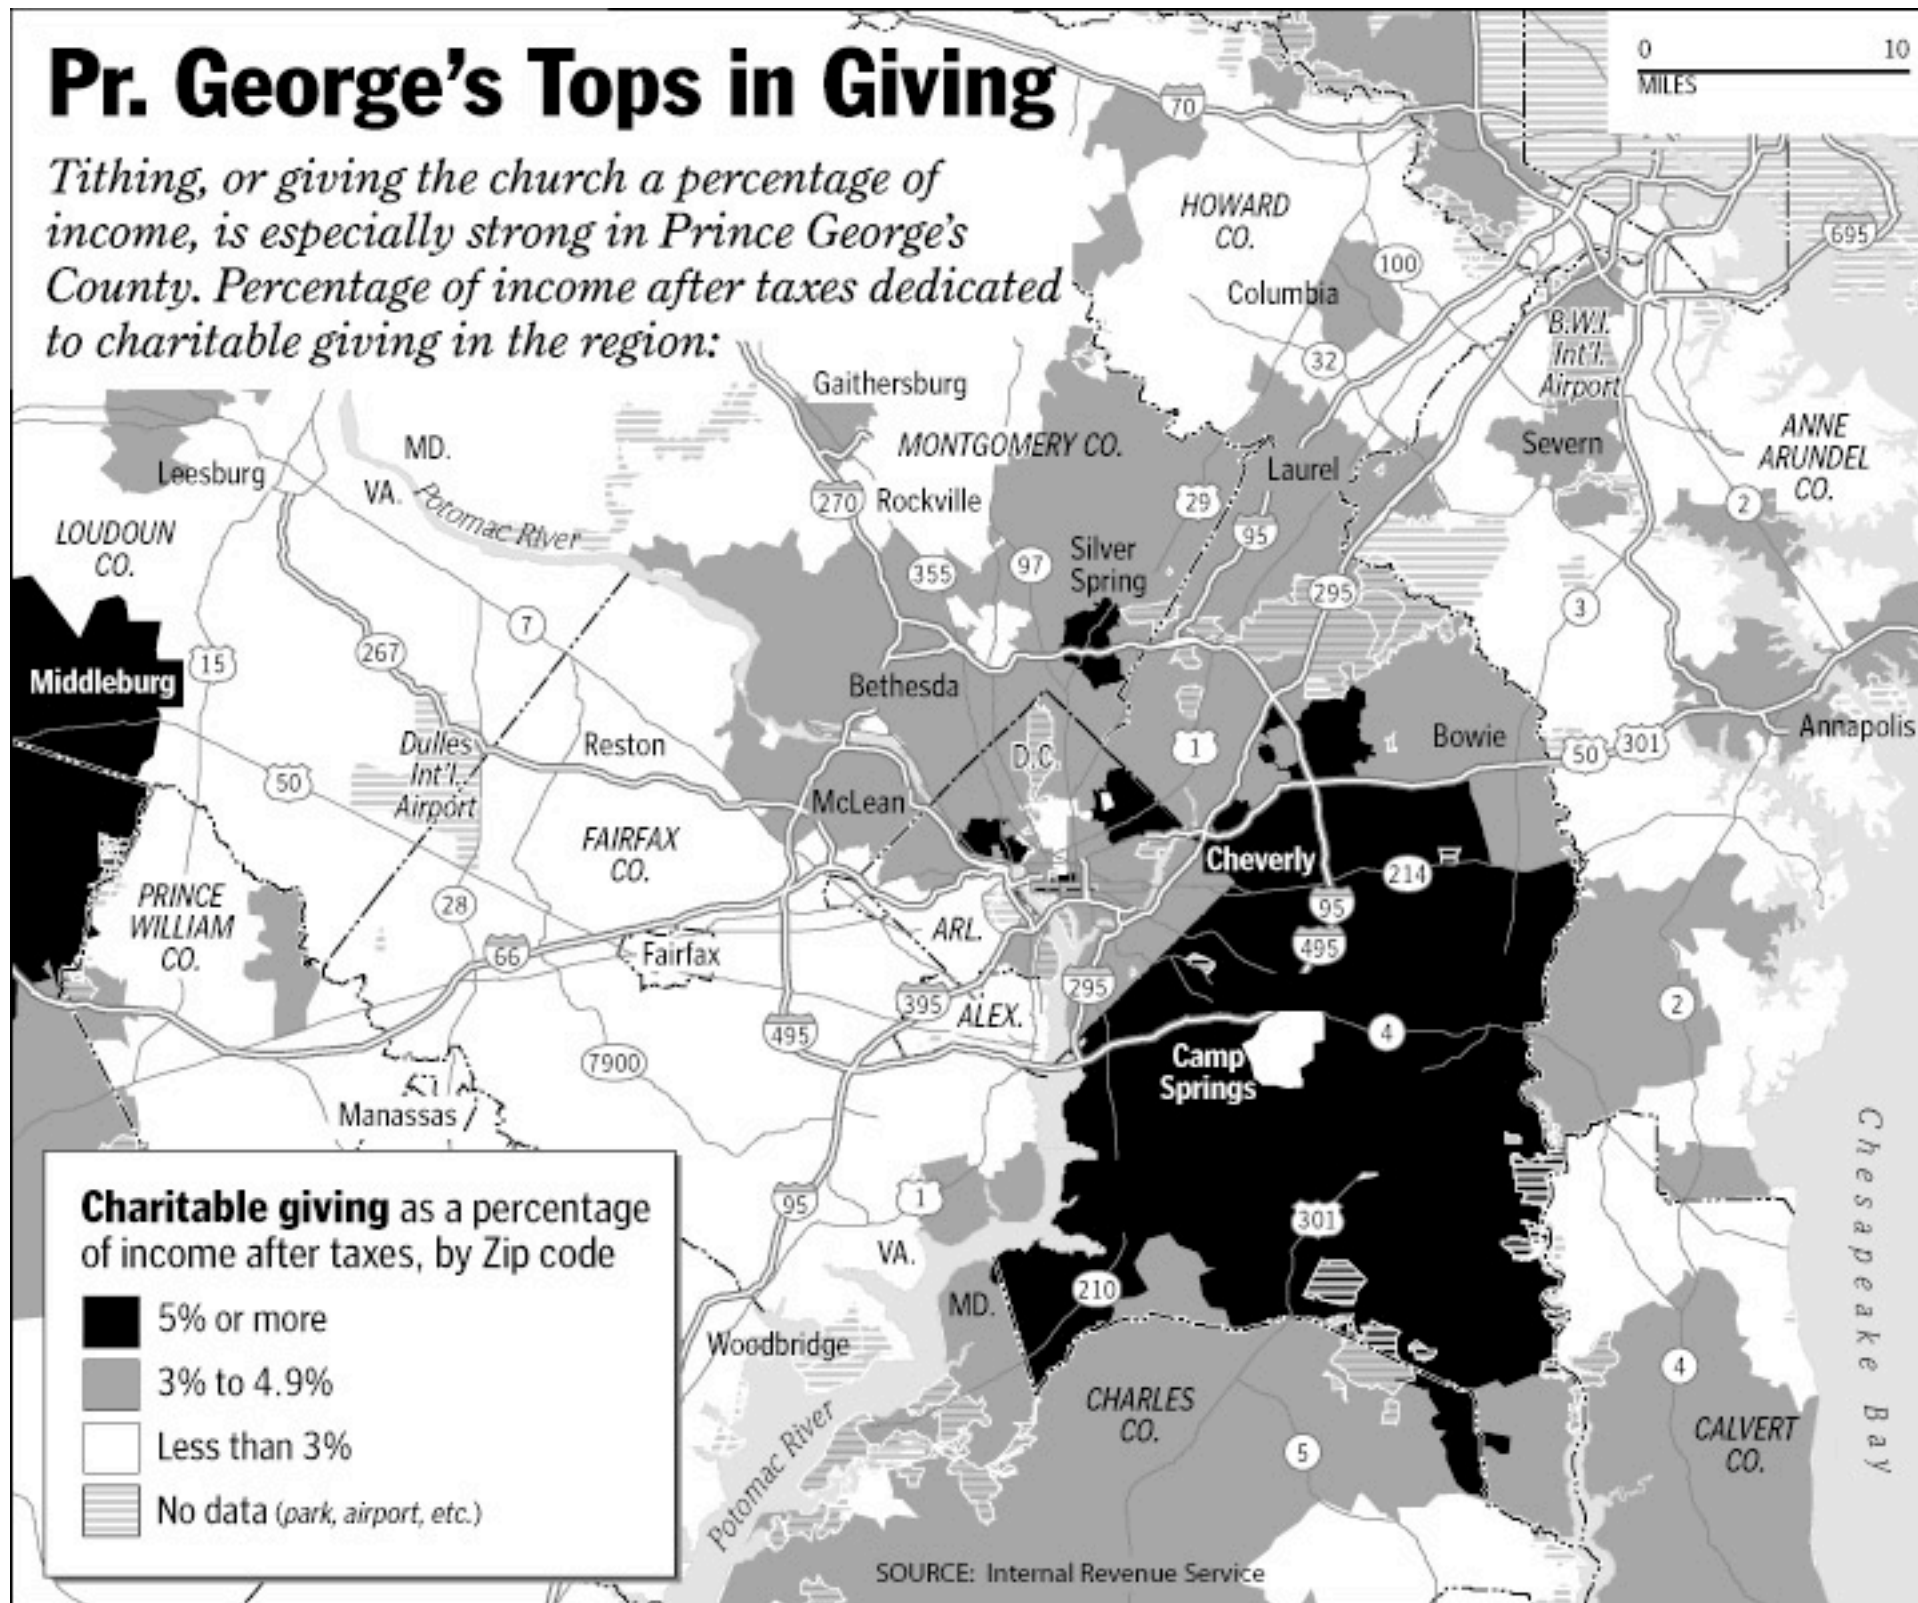 Pr. George's Tops in Giving
Tithing, or giving the church a percentage of
income, is especially strong in Prince George's
County. Percentage of income after taxes dedicated
to charitable giving in the region:
0 10
MILES
70
695
HOWARD
CO.
100
Columbia
B.W.I.
Int'l.
Airport
32
Gaithersburg
MONTGOMERY CO.
ANNE
ARUNDEL
CO.
Severn
MD.
Leesburg
VA.
Potomac River
270
Rockville
29
Laurel
2
LOUDOUN
CO.
95
Silver
Spring
355
97
295
3
7
267
15
Middleburg
Bethesda
Annapolis
Dulles
Int'l.
Airport
Reston
D.C.
1
Bowie
50
301
50
McLean
FAIRFAX
CO.
Cheverly
214
PRINCE
WILLIAM
CO.
28
95
ARL.
66
Fairfax
495
295
395
ALEX.
2
495
4
7900
Camp
Springs
Manassas
Chesapeake Bay
95
1
301
VA.
210
MD.
Woodbridge
4
CHARLES
CO.
5
CALVERT
CO.
Potomac River
Charitable giving as a percentage
of income after taxes, by Zip code
5% or more
3% to 4.9%
Less than 3%
No data (park, airport, etc.)
SOURCE: Internal Revenue Service